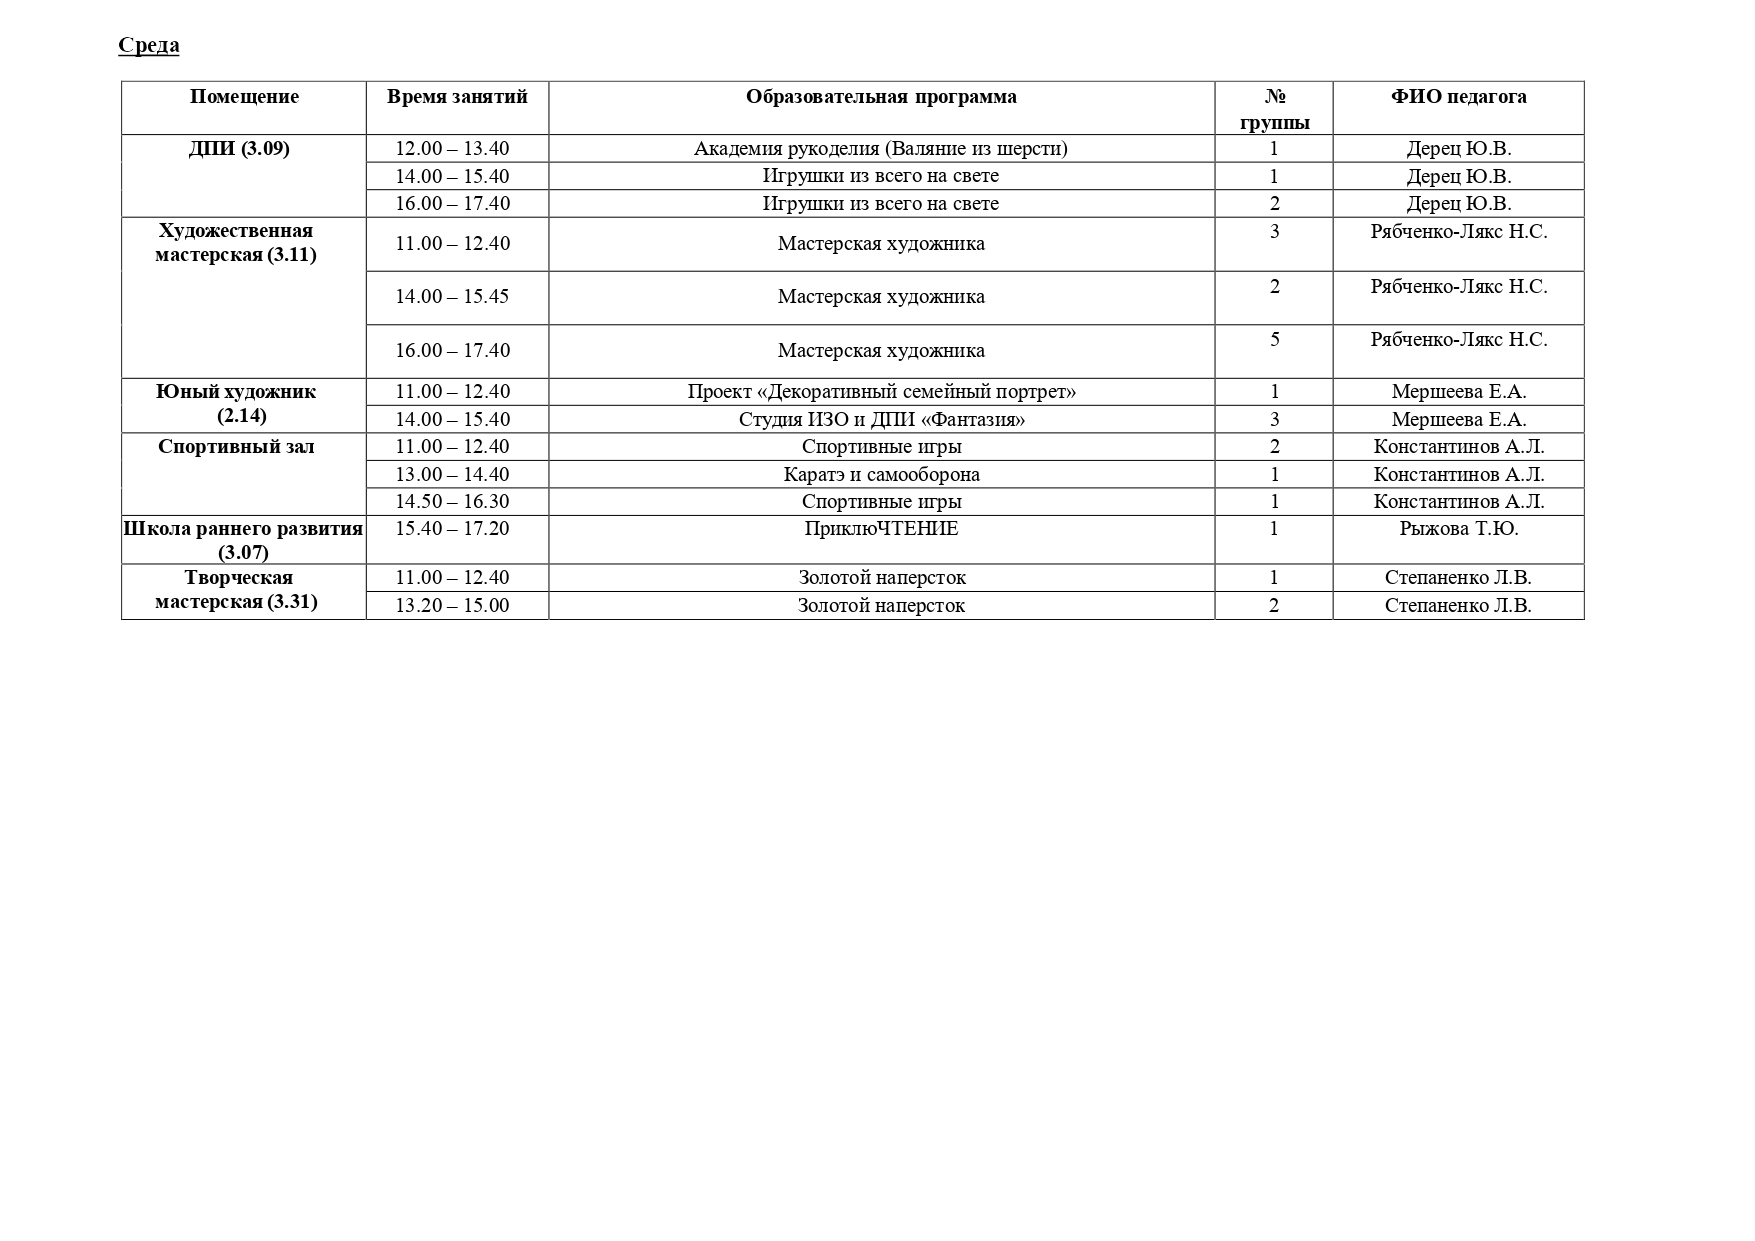 Среда
Помещение Время занятий Образовательная программа № группы ФИО педагога
ДПИ (3.09) 12.00 – 13.40 Академия рукоделия (Валяние из шерсти) 1 Дерец Ю.В.
14.00 – 15.40 Игрушки из всего на свете 1 Дерец Ю.В.
16.00 – 17.40 Игрушки из всего на свете 2 Дерец Ю.В.
Художественная
мастерская (3.11) 11.00 – 12.40 Мастерская художника 3 Рябченко-Лякс Н.С.
14.00 – 15.45 Мастерская художника 2 Рябченко-Лякс Н.С.
16.00 – 17.40 Мастерская художника 5 Рябченко-Лякс Н.С.
Юный художник 11.00 – 12.40 Проект «Декоративный семейный портрет» 1 Мершеева Е.А.
(2.14) 14.00 – 15.40 Студия ИЗО и ДПИ «Фантазия» 3 Мершеева Е.А.
Спортивный зал 11.00 – 12.40 Спортивные игры 2 Константинов А.Л.
13.00 – 14.40 Каратэ и самооборона 1 Константинов А.Л.
14.50 – 16.30 Спортивные игры 1 Константинов А.Л.
Школа раннего развития 15.40 – 17.20 ПриклюЧТЕНИЕ 1 Рыжова Т.Ю.
(3.07)
Творческая 11.00 – 12.40 Золотой наперсток 1 Степаненко Л.В.
мастерская (3.31) 13.20 – 15.00 Золотой наперсток 2 Степаненко Л.В.